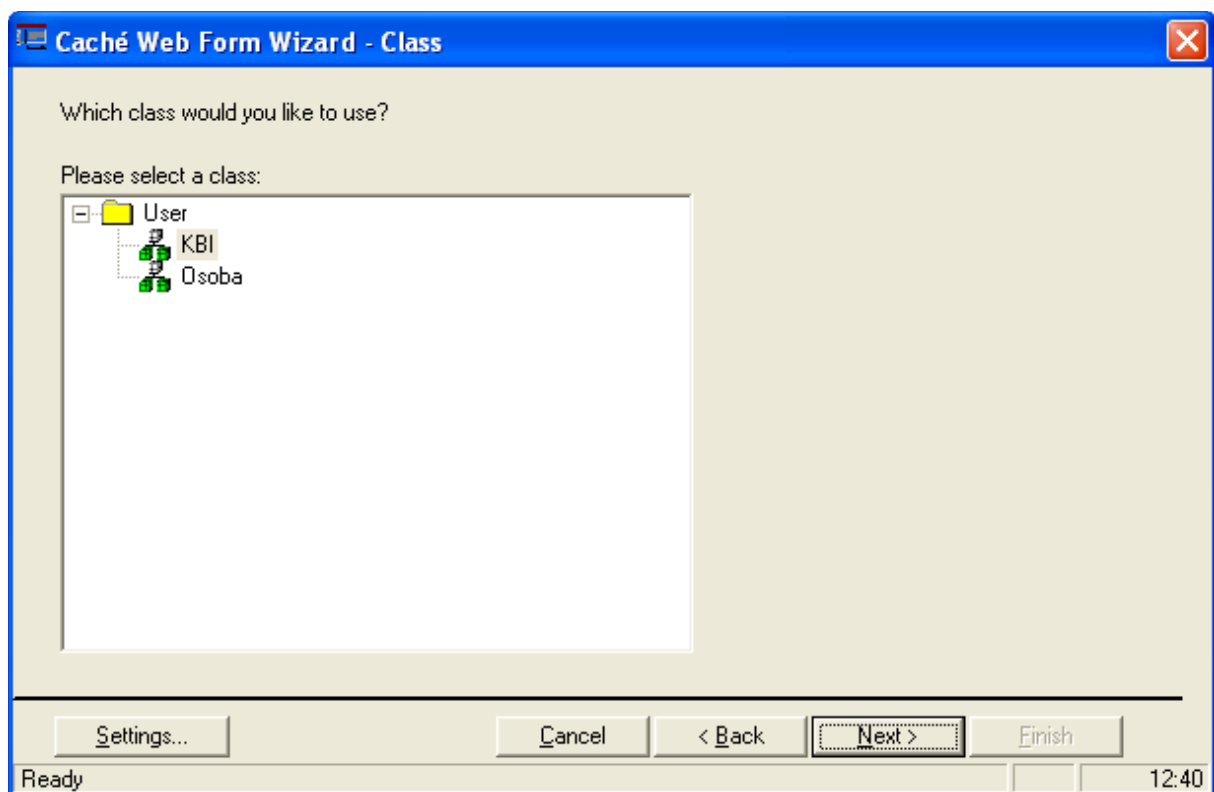 Caché Web Form Wizard - Class
Which class would you like to use?
Please select a class:
User
KBI
Osoba
Settings... Cancel < Back Next > Finish
Ready 12:40